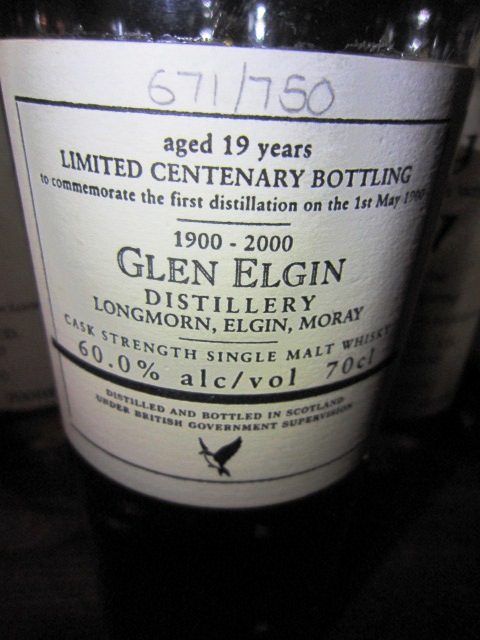 671/750
aged 19 years
LIMITED CENTENARY BOTTLING
to commemorate the first distillation on the 1st May 1900
1900 - 2000
GLEN ELGIN
DISTILLERY
LONGMORN, ELGIN, MORAY
CASK STRENGTH SINGLE MALT WHISKY
60.0% alc/vol 70cl
DISTILLED AND BOTTLED IN SCOTLAND
UNDER BRITISH GOVERNMENT SUPERVISION